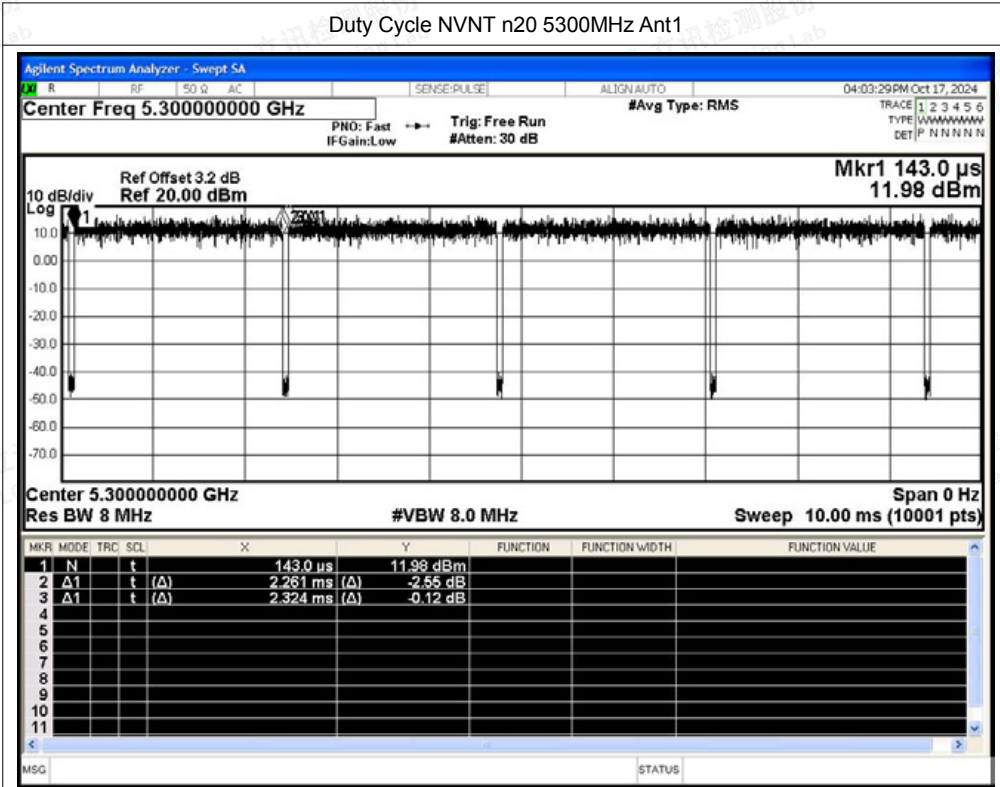 Duty Cycle NVNT n20 5300MHz Ant1
Agilent Spectrum Analyzer - Swept SA
R RF 50 Ω AC SENSE:PULSE ALIGN AUTO 04:03:29 PM Oct 17, 2024
Center Freq 5.300000000 GHz #Avg Type: RMS TRACE 1 2 3 4 5 6
PNO: Fast Trig: Free Run TYPE
IFGain:Low #Atten: 30 dB DET P N N N N N
Mkr1 143.0 µs
Ref Offset 3.2 dB
10 dB/div Ref 20.00 dBm 11.98 dBm
Log
1
10.0
0.00
-10.0
-20.0
-30.0
-40.0
-50.0
-60.0
-70.0
Center 5.300000000 GHz Span 0 Hz
Res BW 8 MHz #VBW 8.0 MHz Sweep 10.00 ms (10001 pts)
MKR MODE TRC SCL X Y FUNCTION FUNCTION WIDTH FUNCTION VALUE
1 N t 143.0 µs 11.98 dBm
2 Δ1 t (Δ) 2.261 ms (Δ) -2.55 dB
3 Δ1 t (Δ) 2.324 ms (Δ) -0.12 dB
4
5
6
7
8
9
10
11
MSG STATUS